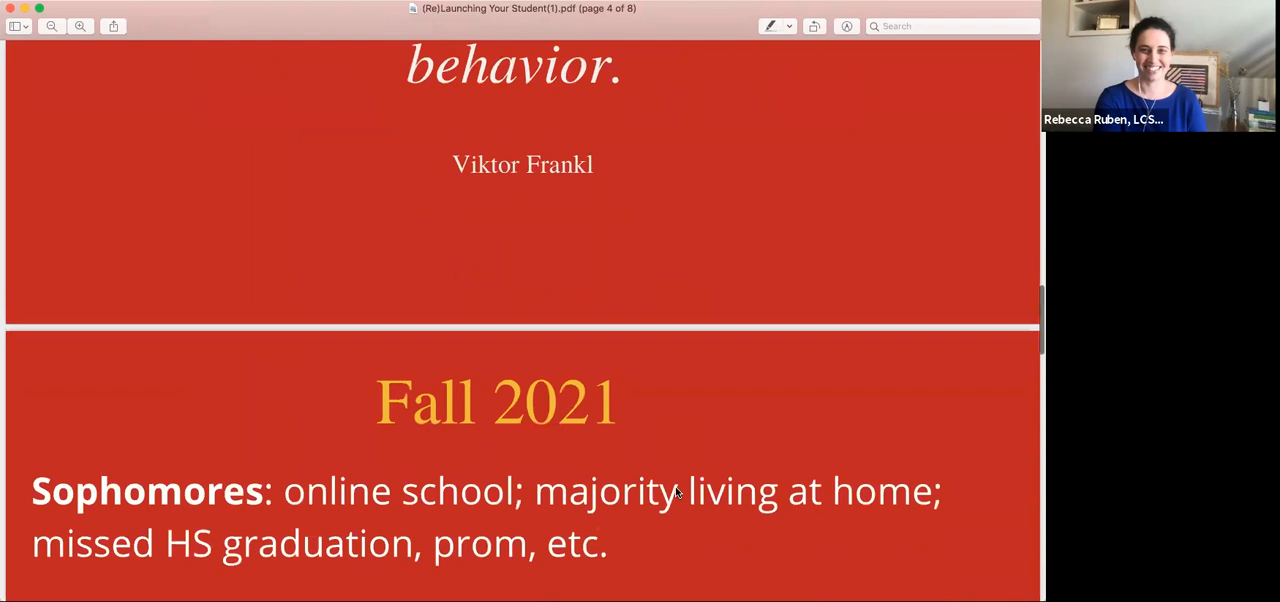 (Re)Launching Your Student(1).pdf (page 4 of 8)
Search
behavior.
Viktor Frankl
Rebecca Ruben, LCS...
Fall 2021
Sophomores: online school; majority living at home;
missed HS graduation, prom, etc.